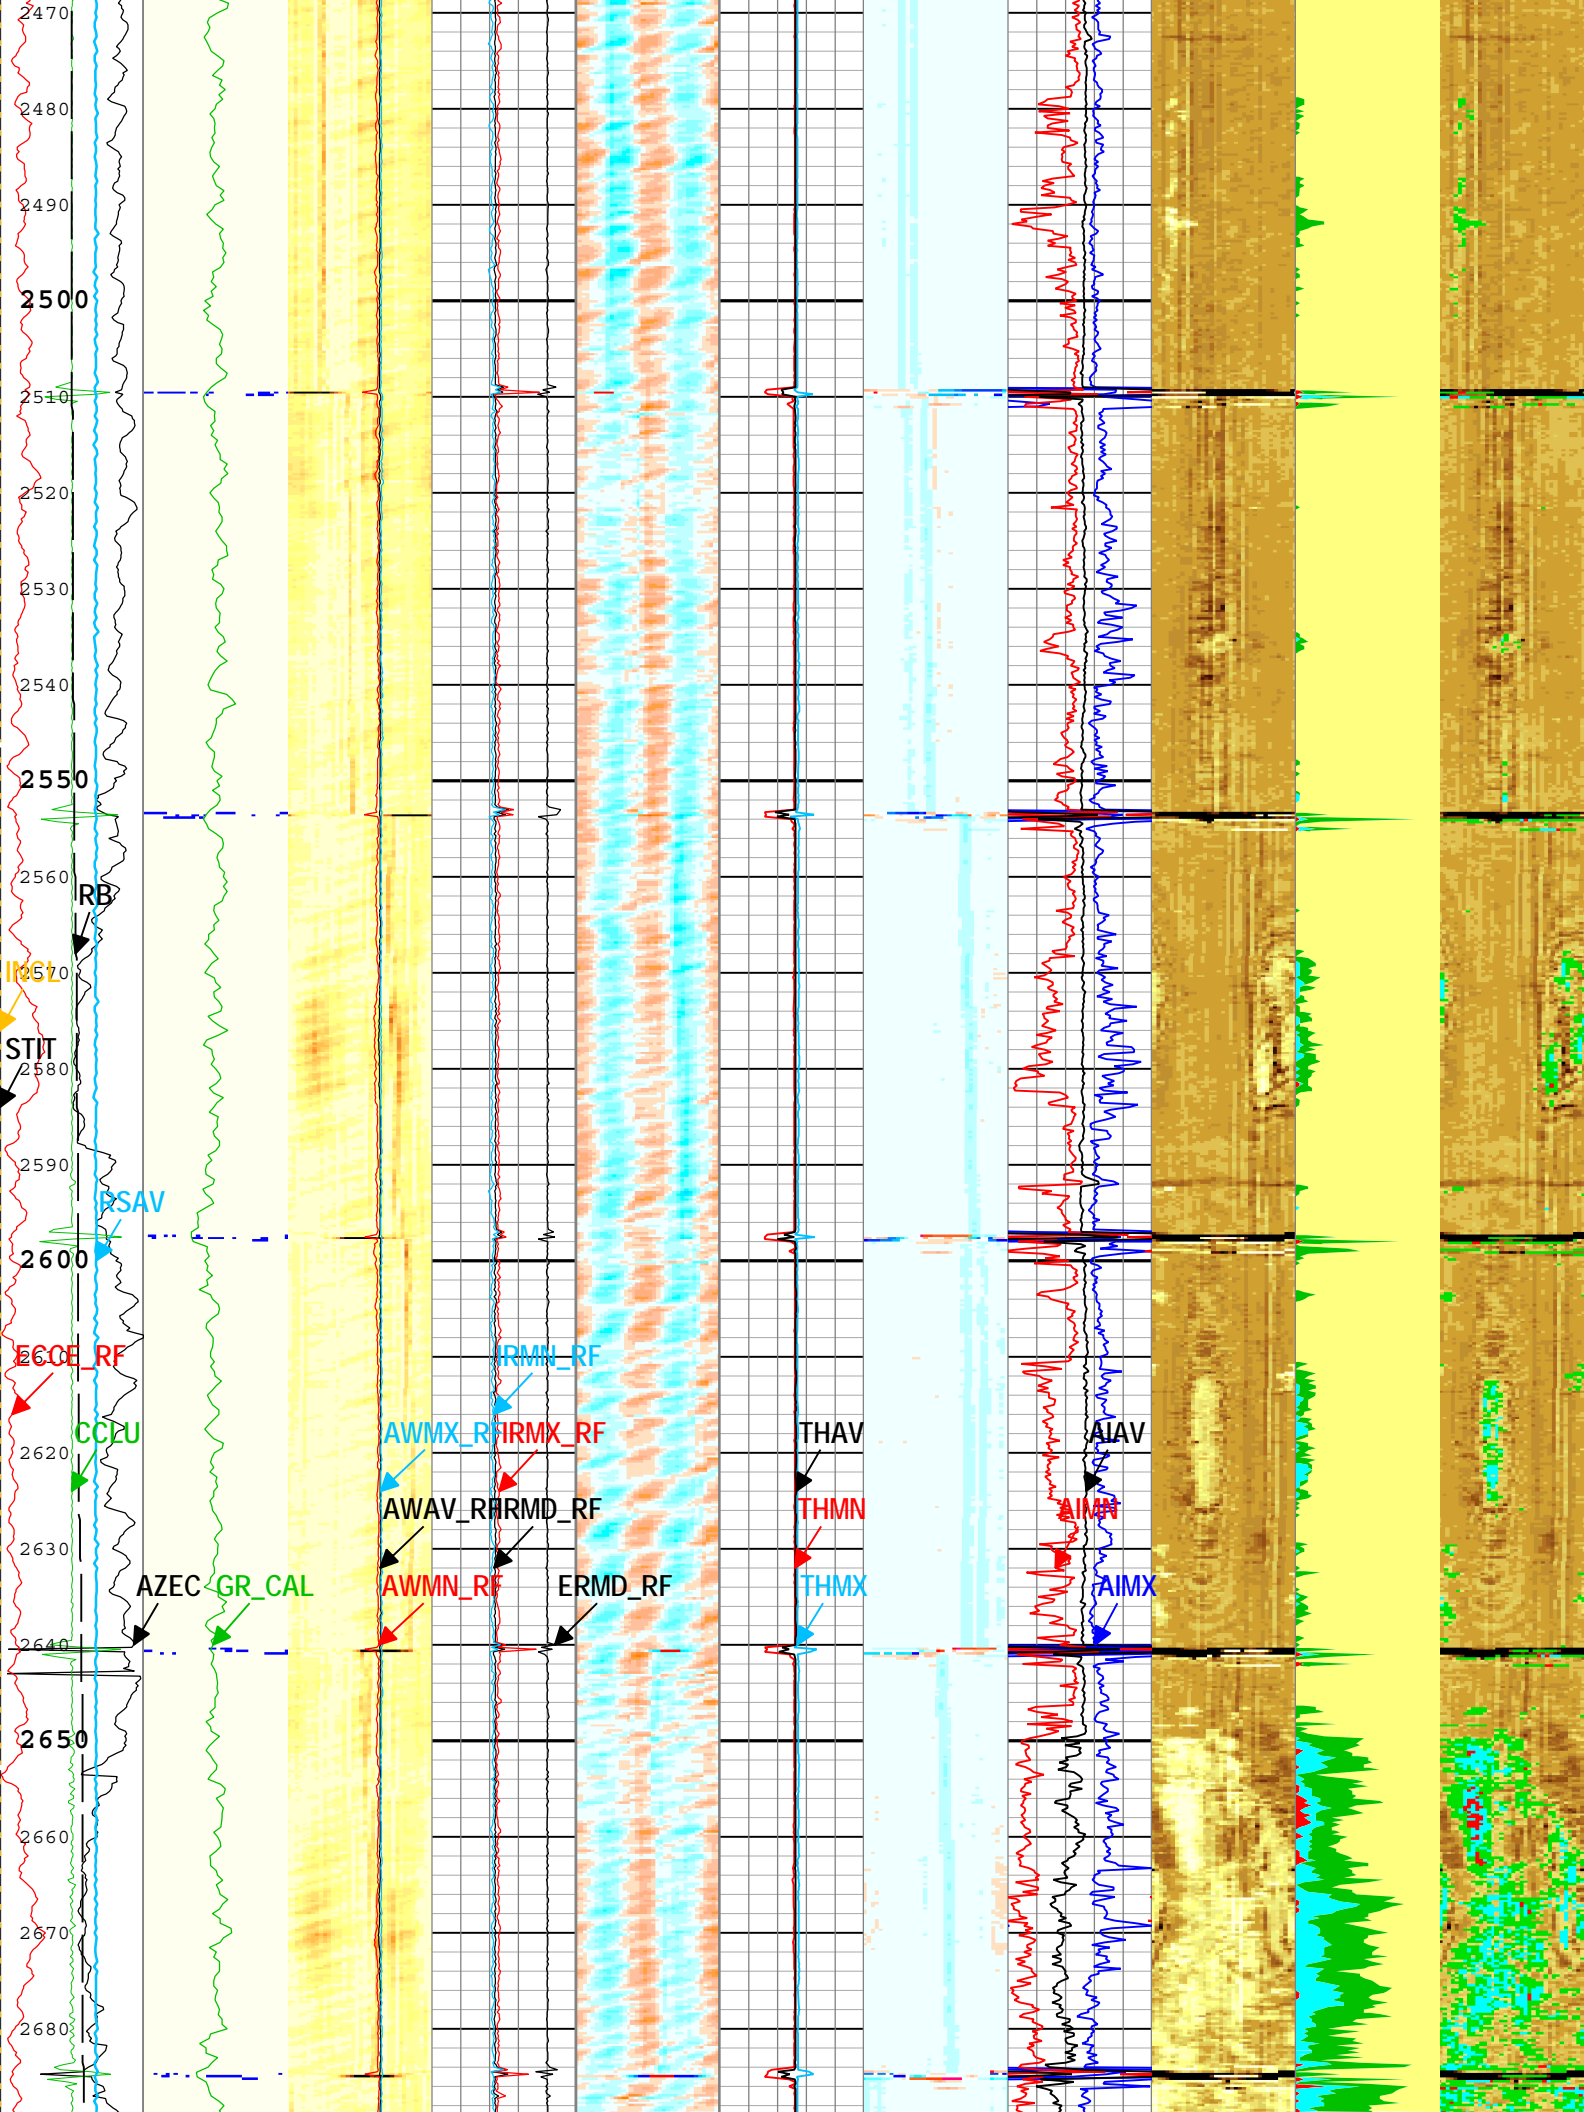 2470
2480
2490
2500
2510
2520
2530
2540
2550
2560
RB
INCL
2570
STIT
2580
2590
RSAV
2600
ECCE_RF
2610
IRMN_RF
CCLU
AWMX_RF
IRMX_RF
THAV
AIAV
2620
AWAV_RF
IRMD_RF
THMN
AIMN
2630
AZEC
GR_CAL
AWMN_RF
ERMD_RF
THMX
AIMX
2640
2650
2660
2670
2680